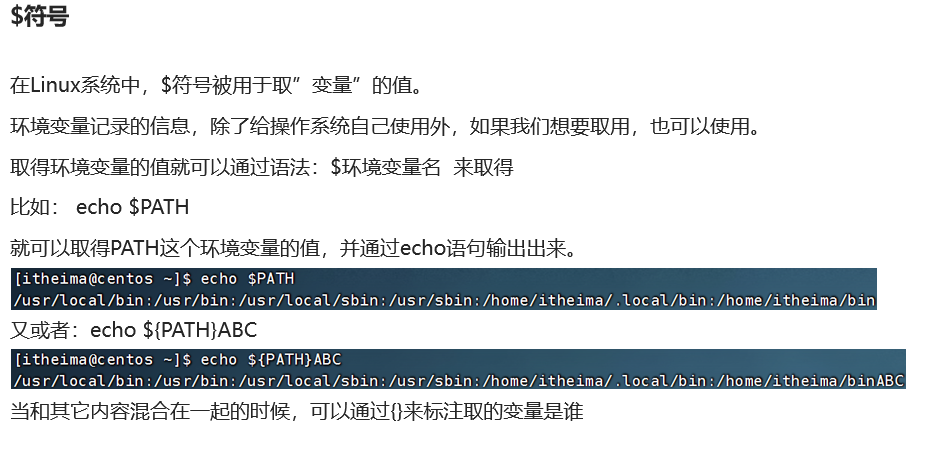 $符号
在Linux系统中，$符号被用于取”变量”的值。
环境变量记录的信息，除了给操作系统自己使用外，如果我们想要取用，也可以使用。
取得环境变量的值就可以通过语法：$环境变量名  来取得
比如： echo $PATH
就可以取得PATH这个环境变量的值，并通过echo语句输出出来。
[itheima@centos ~]$ echo $PATH
/usr/local/bin:/usr/bin:/usr/local/sbin:/usr/sbin:/home/itheima/.local/bin:/home/itheima/bin
又或者：echo ${PATH}ABC
[itheima@centos ~]$ echo ${PATH}ABC
/usr/local/bin:/usr/bin:/usr/local/sbin:/usr/sbin:/home/itheima/.local/bin:/home/itheima/binABC
当和其它内容混合在一起的时候，可以通过{}来标注取的变量是谁